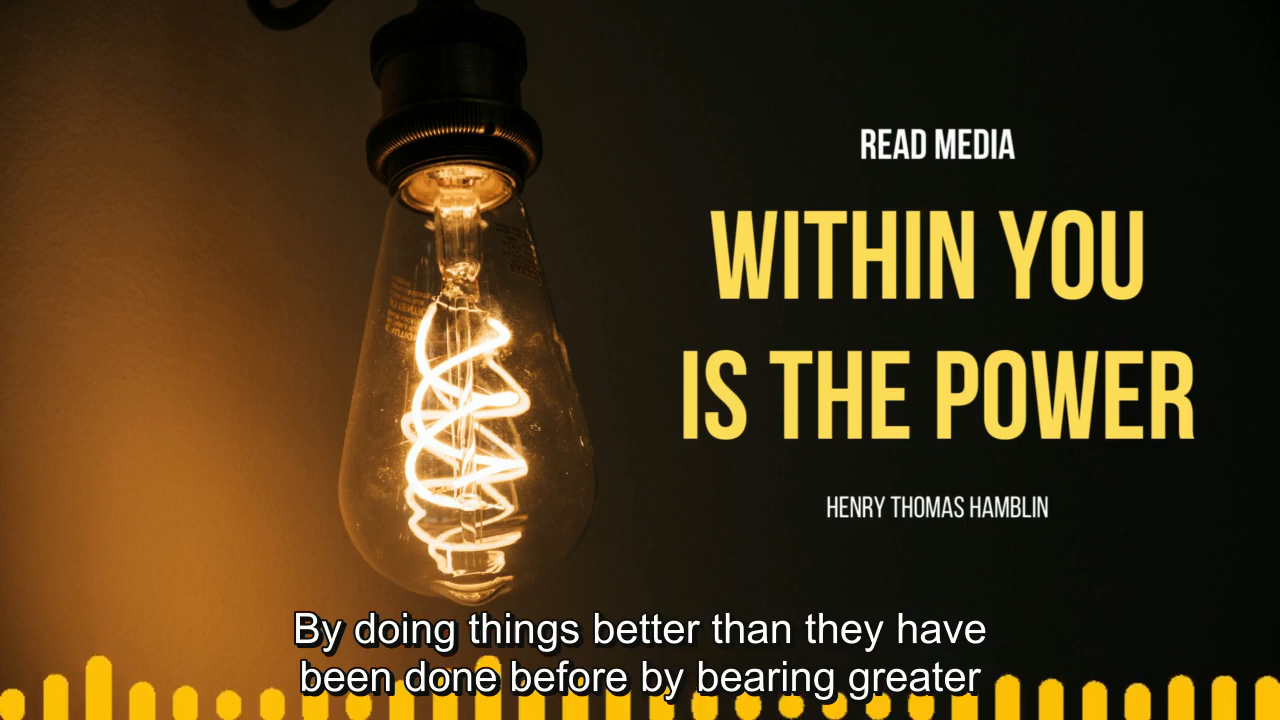 READ MEDIA
WITHIN YOU
IS THE POWER
HENRY THOMAS HAMBLIN
By doing things better than they have
been done before by bearing greater